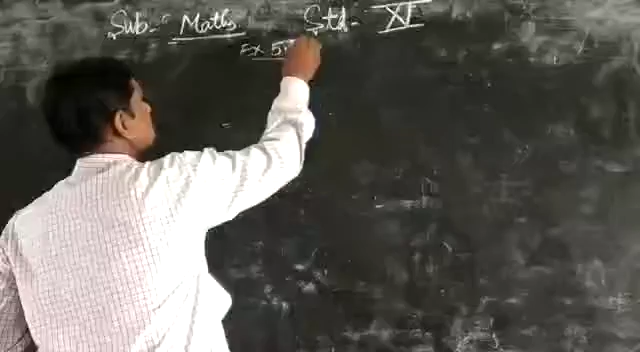 Sub- Maths Std- XI
Ex 5.